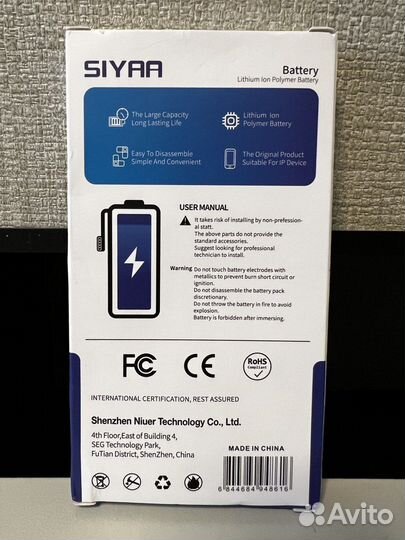 SIYAA
Battery
Lithium Ion Polymer Battery
The Large Capacity
Long Lasting Life
Lithium Ion
Polymer Battery
Easy To Disassemble
Simple And Convenient
The Original Product
Suitable For IP Device
USER MANUAL
It takes risk of installing by non-profession-
al statt.
The above parts do not provide the
standard accessories.
Suggest looking for professional
technician to install.
Warning
Do not touch battery electrodes with
metallics to prevent burn short circuit or
ignition.
Do not disassemble the battery pack
discretionary.
Do not throw the battery in fire to avoid
explosion.
Battery is forbidden after immersing.
FC
CE
RoHS
Compliant
INTERNATIONAL CERTIFICATION, REST ASSURED
Shenzhen Niuer Technology Co., Ltd.
4th Floor,East of Building 4,
SEG Technology Park,
FuTian District, ShenZhen, China
MADE IN CHINA
6 844684 948616
Avito